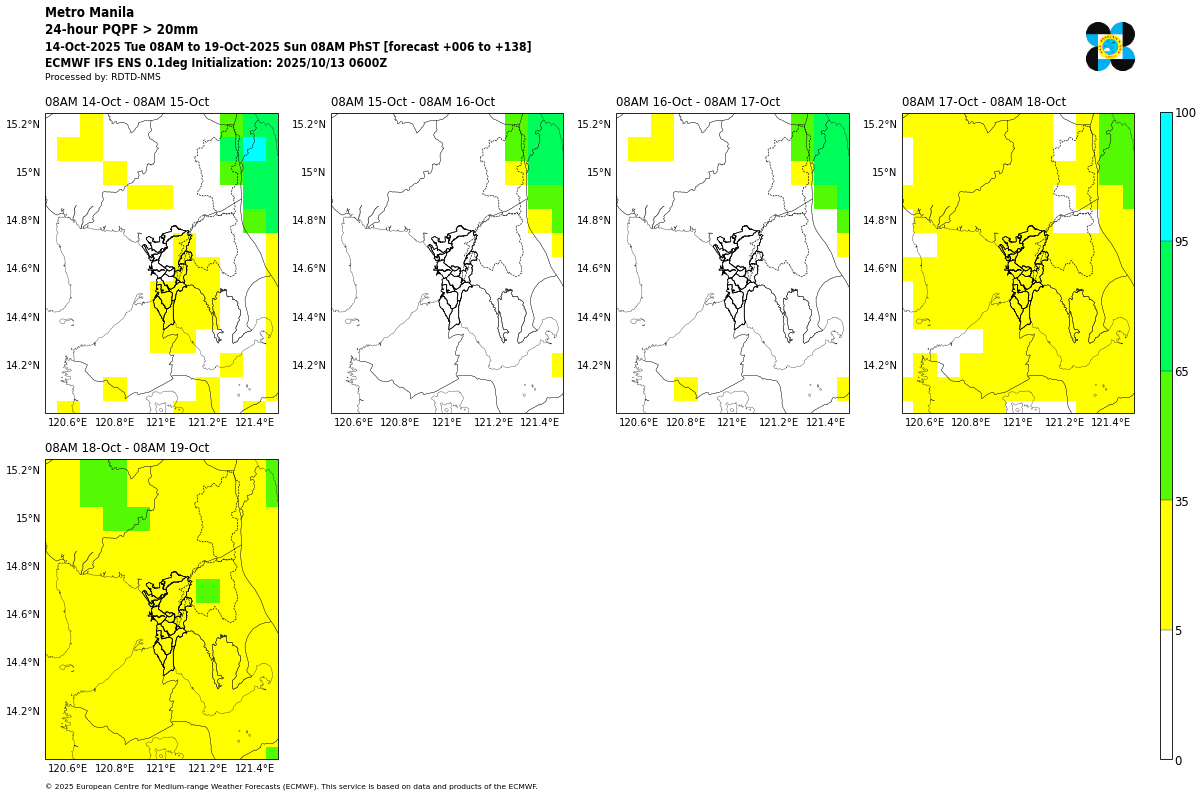 Metro Manila
24-hour PQPF > 20mm
14-Oct-2025 Tue 08AM to 19-Oct-2025 Sun 08AM PhST [forecast +006 to +138]
ECMWF IFS ENS 0.1deg Initialization: 2025/10/13 0600Z
Processed by: RDTD-NMS
08AM 14-Oct - 08AM 15-Oct
15.2°N
15°N
14.8°N
14.6°N
14.4°N
14.2°N
120.6°E 120.8°E 121°E 121.2°E 121.4°E
08AM 15-Oct - 08AM 16-Oct
15.2°N
15°N
14.8°N
14.6°N
14.4°N
14.2°N
120.6°E 120.8°E 121°E 121.2°E 121.4°E
08AM 16-Oct - 08AM 17-Oct
15.2°N
15°N
14.8°N
14.6°N
14.4°N
14.2°N
120.6°E 120.8°E 121°E 121.2°E 121.4°E
08AM 17-Oct - 08AM 18-Oct
15.2°N
15°N
14.8°N
14.6°N
14.4°N
14.2°N
120.6°E 120.8°E 121°E 121.2°E 121.4°E
100
95
65
35
5
0
08AM 18-Oct - 08AM 19-Oct
15.2°N
15°N
14.8°N
14.6°N
14.4°N
14.2°N
120.6°E 120.8°E 121°E 121.2°E 121.4°E
© 2025 European Centre for Medium-range Weather Forecasts (ECMWF). This service is based on data and products of the ECMWF.